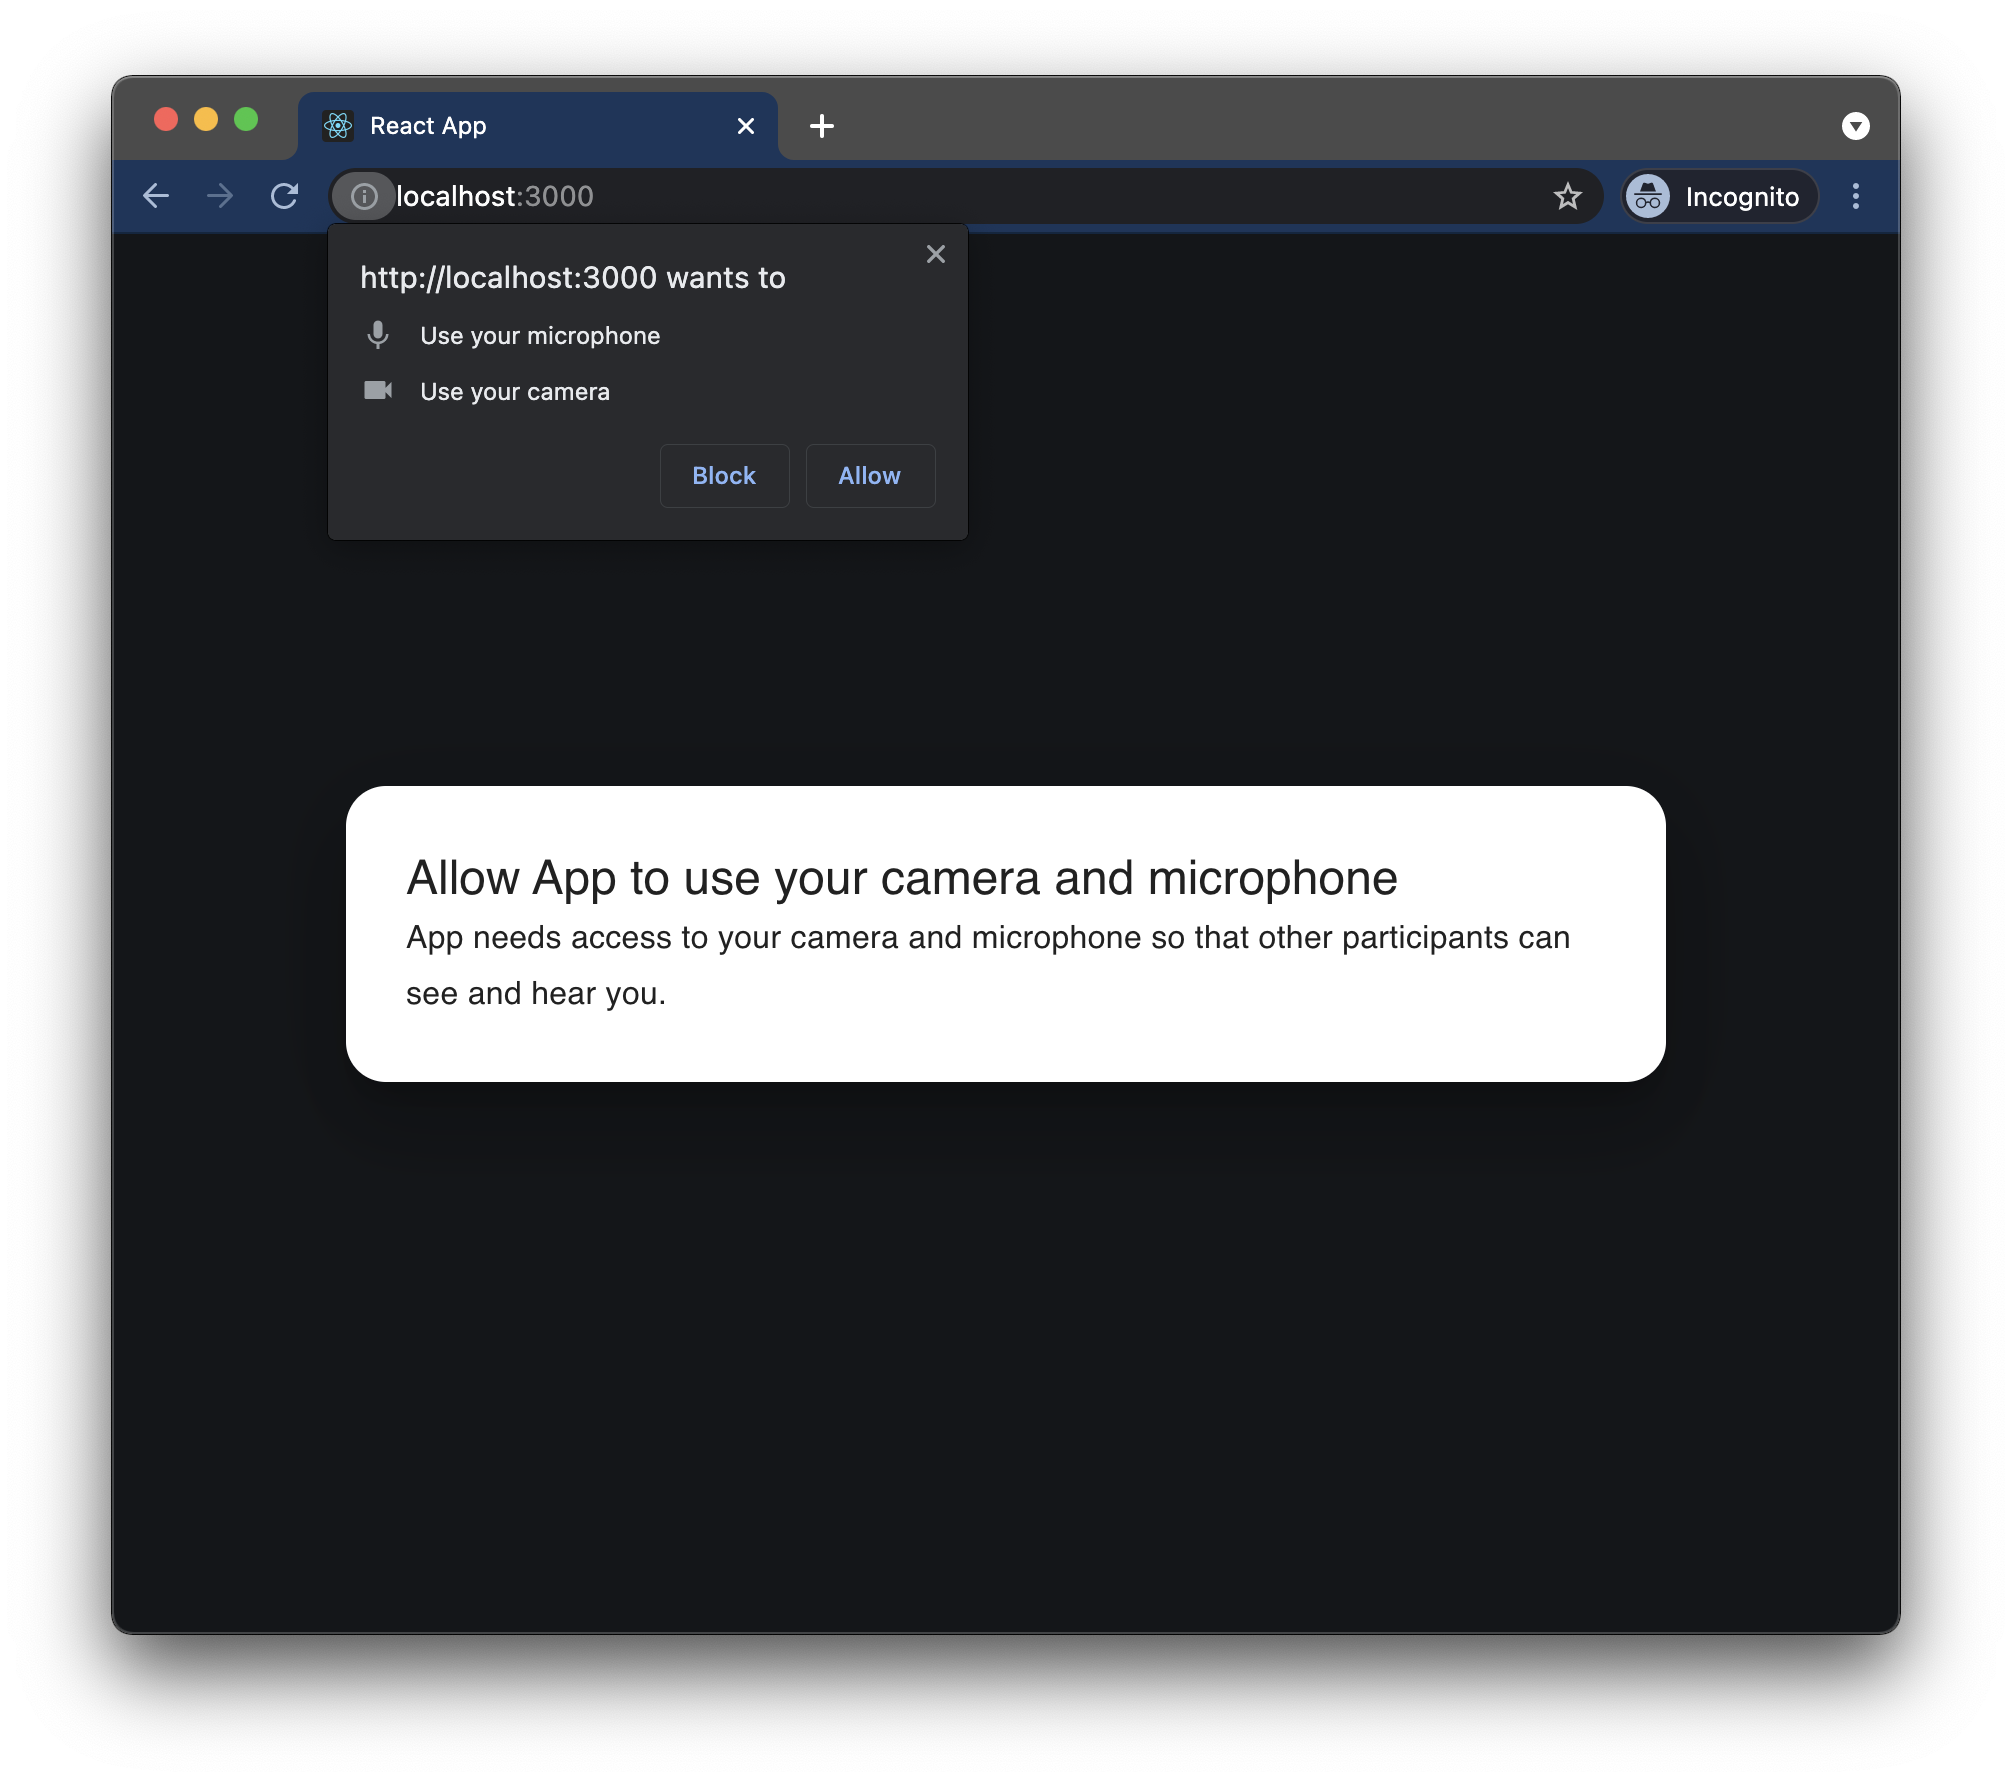 React App
localhost:3000
Incognito
http://localhost:3000 wants to
Use your microphone
Use your camera
Block
Allow
Allow App to use your camera and microphone
App needs access to your camera and microphone so that other participants can
see and hear you.